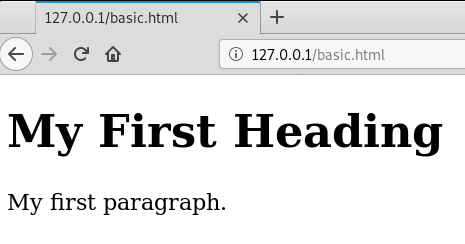 127.0.0.1/basic.html
127.0.0.1/basic.html
My First Heading
My first paragraph.